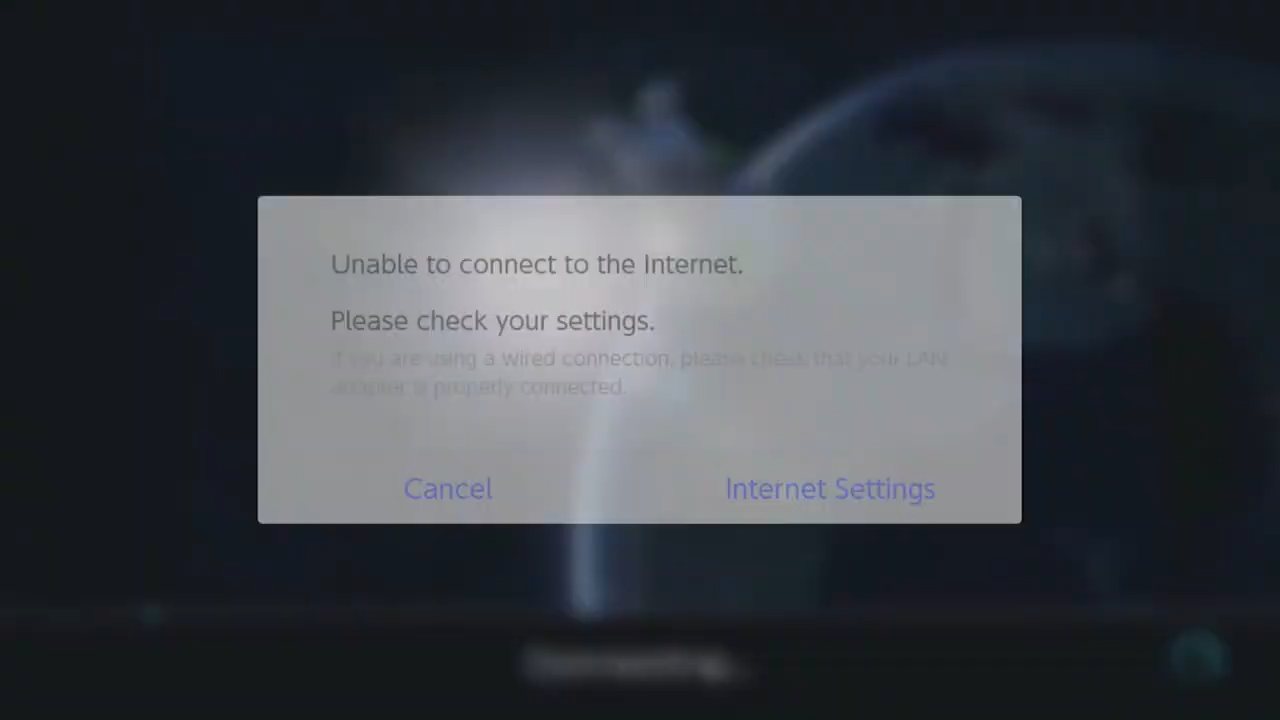 Unable to connect to the Internet.
Please check your settings.
If you are using a wired connection, please check that your LAN
adapter is properly connected.
Cancel
Internet Settings